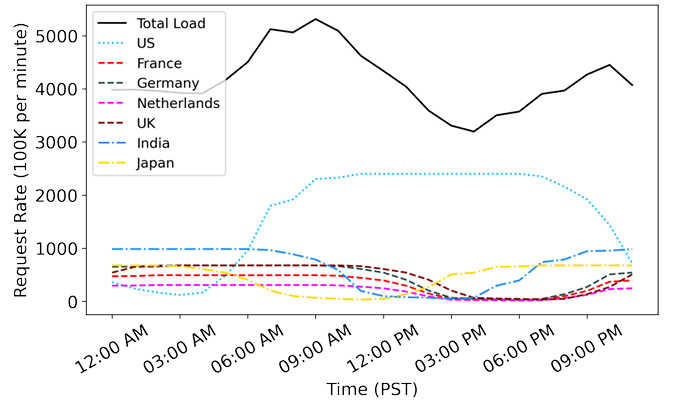 Request Rate (100K per minute)
5000
4000
3000
2000
1000
0
Total Load
US
France
Germany
Netherlands
UK
India
Japan
12:00 AM
03:00 AM
06:00 AM
09:00 AM
12:00 PM
03:00 PM
06:00 PM
09:00 PM
Time (PST)